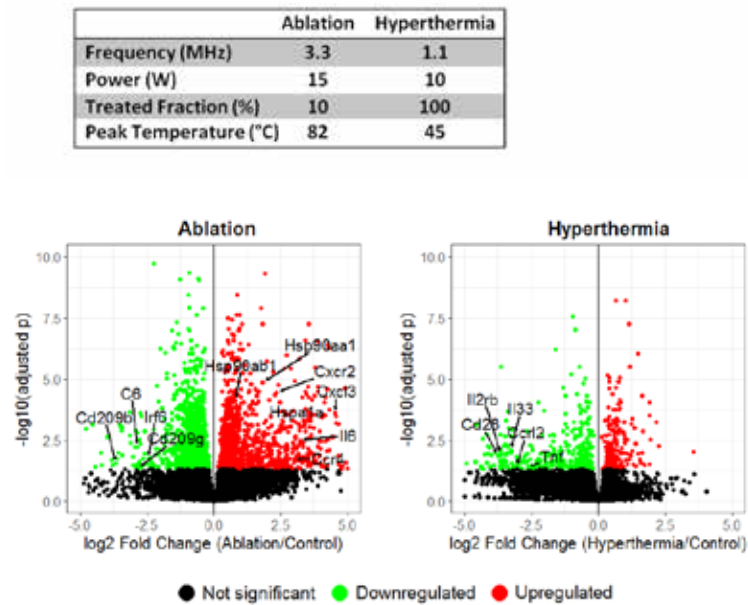 Ablation Hyperthermia
Frequency (MHz) 3.3 1.1
Power (W) 15 10
Treated Fraction (%) 10 100
Peak Temperature (°C) 82 45
Ablation Hyperthermia
10.0 10.0
7.5 7.5
Hsp90aa1
Hsp90ab1
Cxcr2
5.0 5.0
C6 Cxcl3
Il2rb Il33
Cd209b Irf6 Hspa1a
Cd28 Ccrl2
2.5 2.5
Cd209g Il6
Tnf
0.0 0.0
-5.0 -2.5 0.0 2.5 5.0 -5.0 -2.5 0.0 2.5 5.0
-log10(adjusted p) -log10(adjusted p)
log2 Fold Change (Ablation/Control) log2 Fold Change (Hyperthermia/Control)
Not significant Downregulated Upregulated